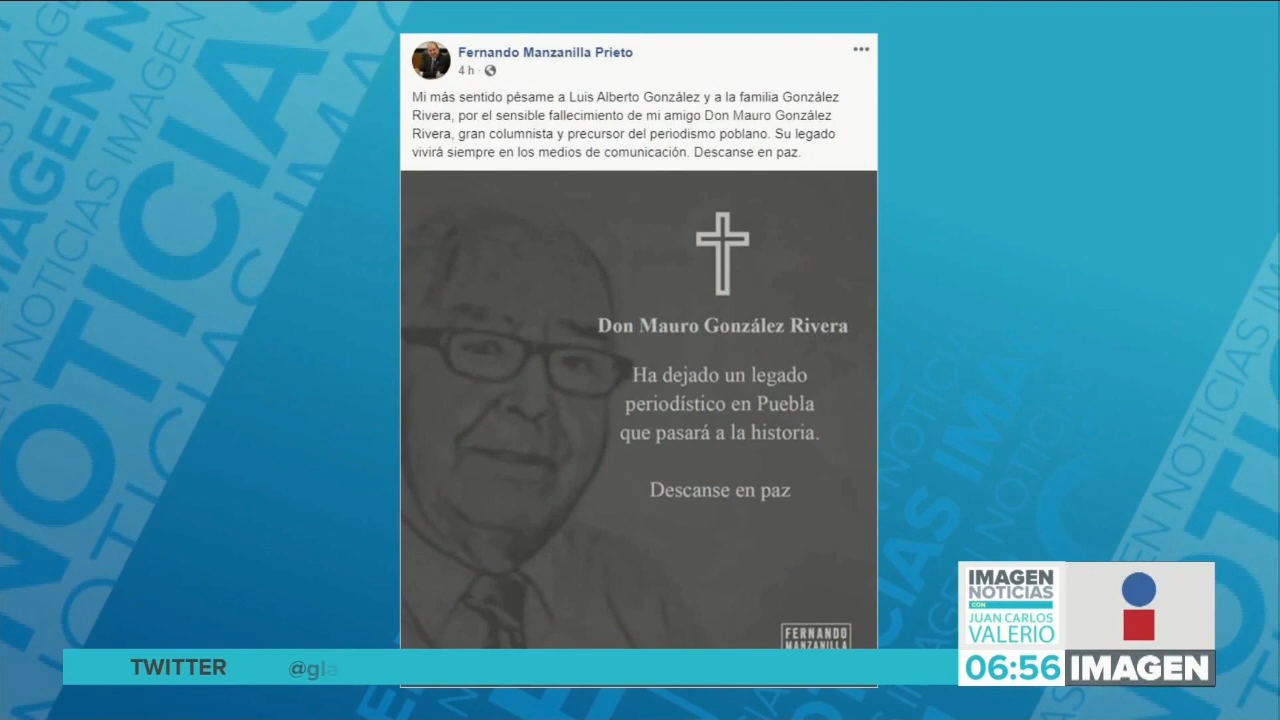 Fernando Manzanilla Prieto
4 h
Mi más sentido pésame a Luis Alberto González y a la familia González
Rivera, por el sensible fallecimiento de mi amigo Don Mauro González
Rivera, gran columnista y precursor del periodismo poblano. Su legado
vivirá siempre en los medios de comunicación. Descanse en paz.
Don Mauro González Rivera
Ha dejado un legado
periodístico en Puebla
que pasará a la historia.
Descanse en paz
FERNANDO
MANZANILLA
IMAGEN
NOTICIAS
CON
JUAN CARLOS
VALERIO
TWITTER @gla
06:56 IMAGEN